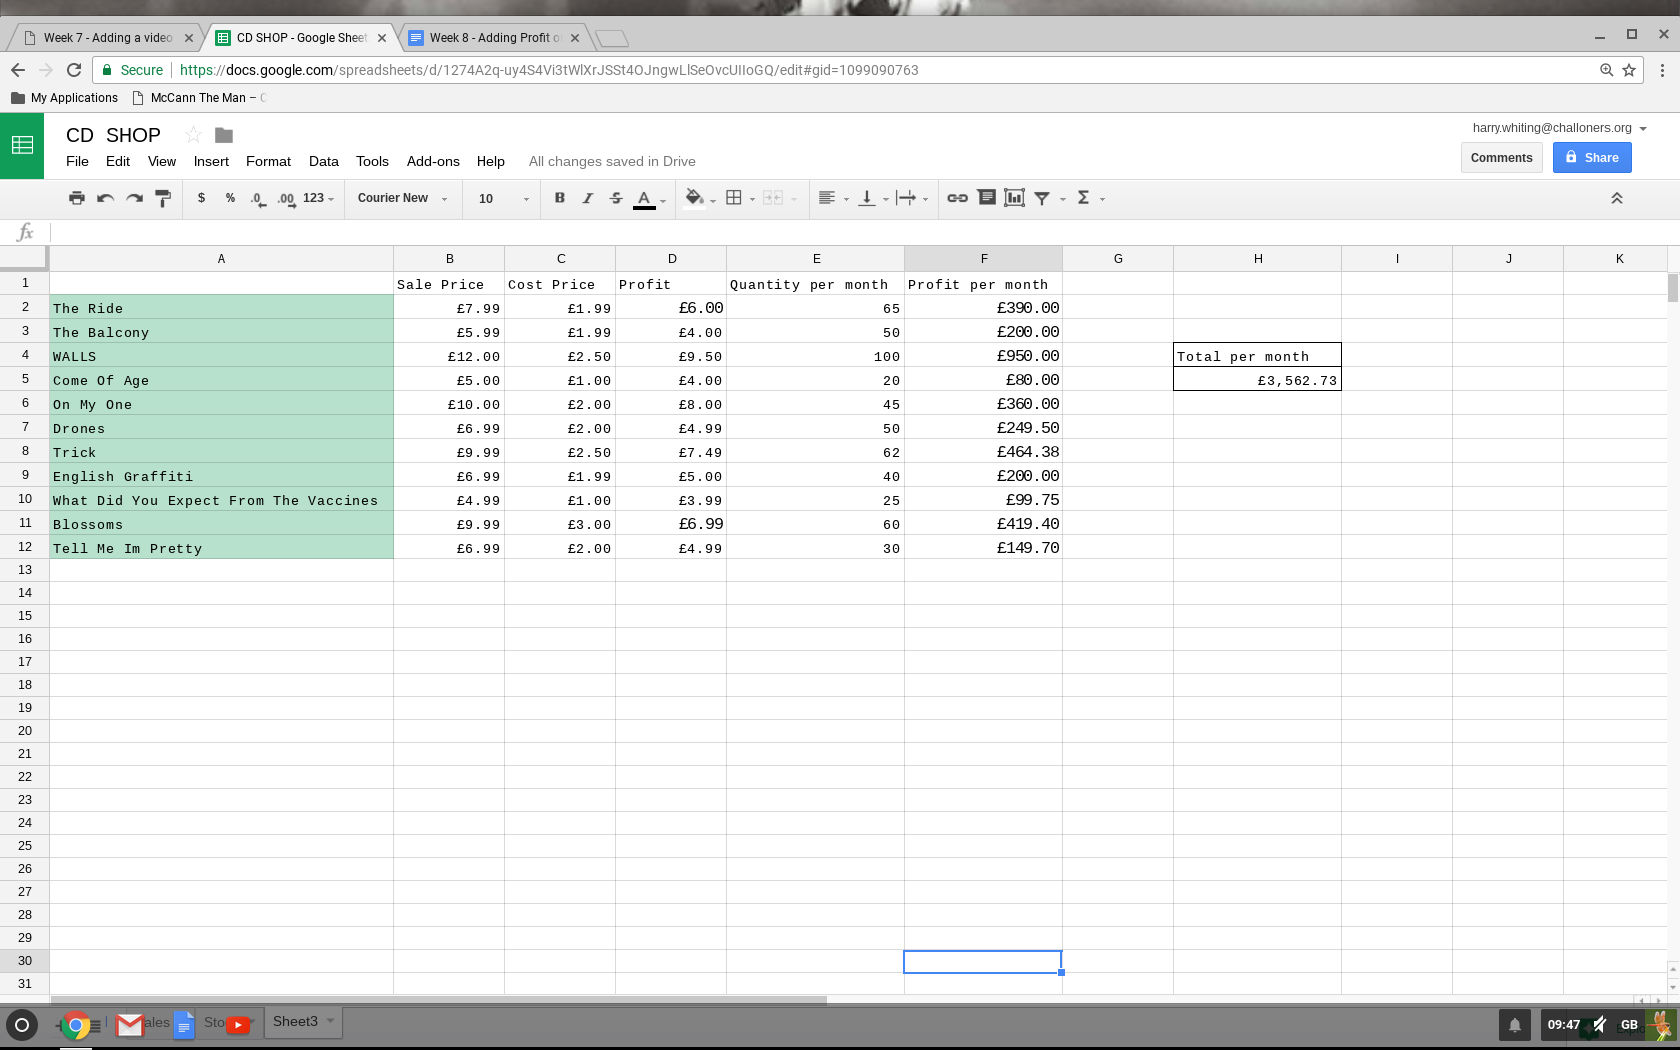 Week 7 - Adding a video
CD SHOP - Google Sheet
Week 8 - Adding Profit o
Secure
https://docs.google.com/spreadsheets/d/1274A2q-uy4S4Vi3tWlXrJSSt4OJngwLlSeOvcUIIoGQ/edit#gid=1099090763
My Applications
McCann The Man – C
CD SHOP
harry.whiting@challoners.org
File Edit View Insert Format Data Tools Add-ons Help All changes saved in Drive
Comments
Share
$ % .0 .00 123 Courier New 10 B I S A Σ
fx
A B C D E F G H I J K
1 Sale Price Cost Price Profit Quantity per month Profit per month
2 The Ride £7.99 £1.99 £6.00 65 £390.00
3 The Balcony £5.99 £1.99 £4.00 50 £200.00
4 WALLS £12.00 £2.50 £9.50 100 £950.00 Total per month
5 Come Of Age £5.00 £1.00 £4.00 20 £80.00 £3,562.73
6 On My One £10.00 £2.00 £8.00 45 £360.00
7 Drones £6.99 £2.00 £4.99 50 £249.50
8 Trick £9.99 £2.50 £7.49 62 £464.38
9 English Graffiti £6.99 £1.99 £5.00 40 £200.00
10 What Did You Expect From The Vaccines £4.99 £1.00 £3.99 25 £99.75
11 Blossoms £9.99 £3.00 £6.99 60 £419.40
12 Tell Me Im Pretty £6.99 £2.00 £4.99 30 £149.70
13
14
15
16
17
18
19
20
21
22
23
24
25
26
27
28
29
30
31
ales Sto Sheet3
09:47 GB